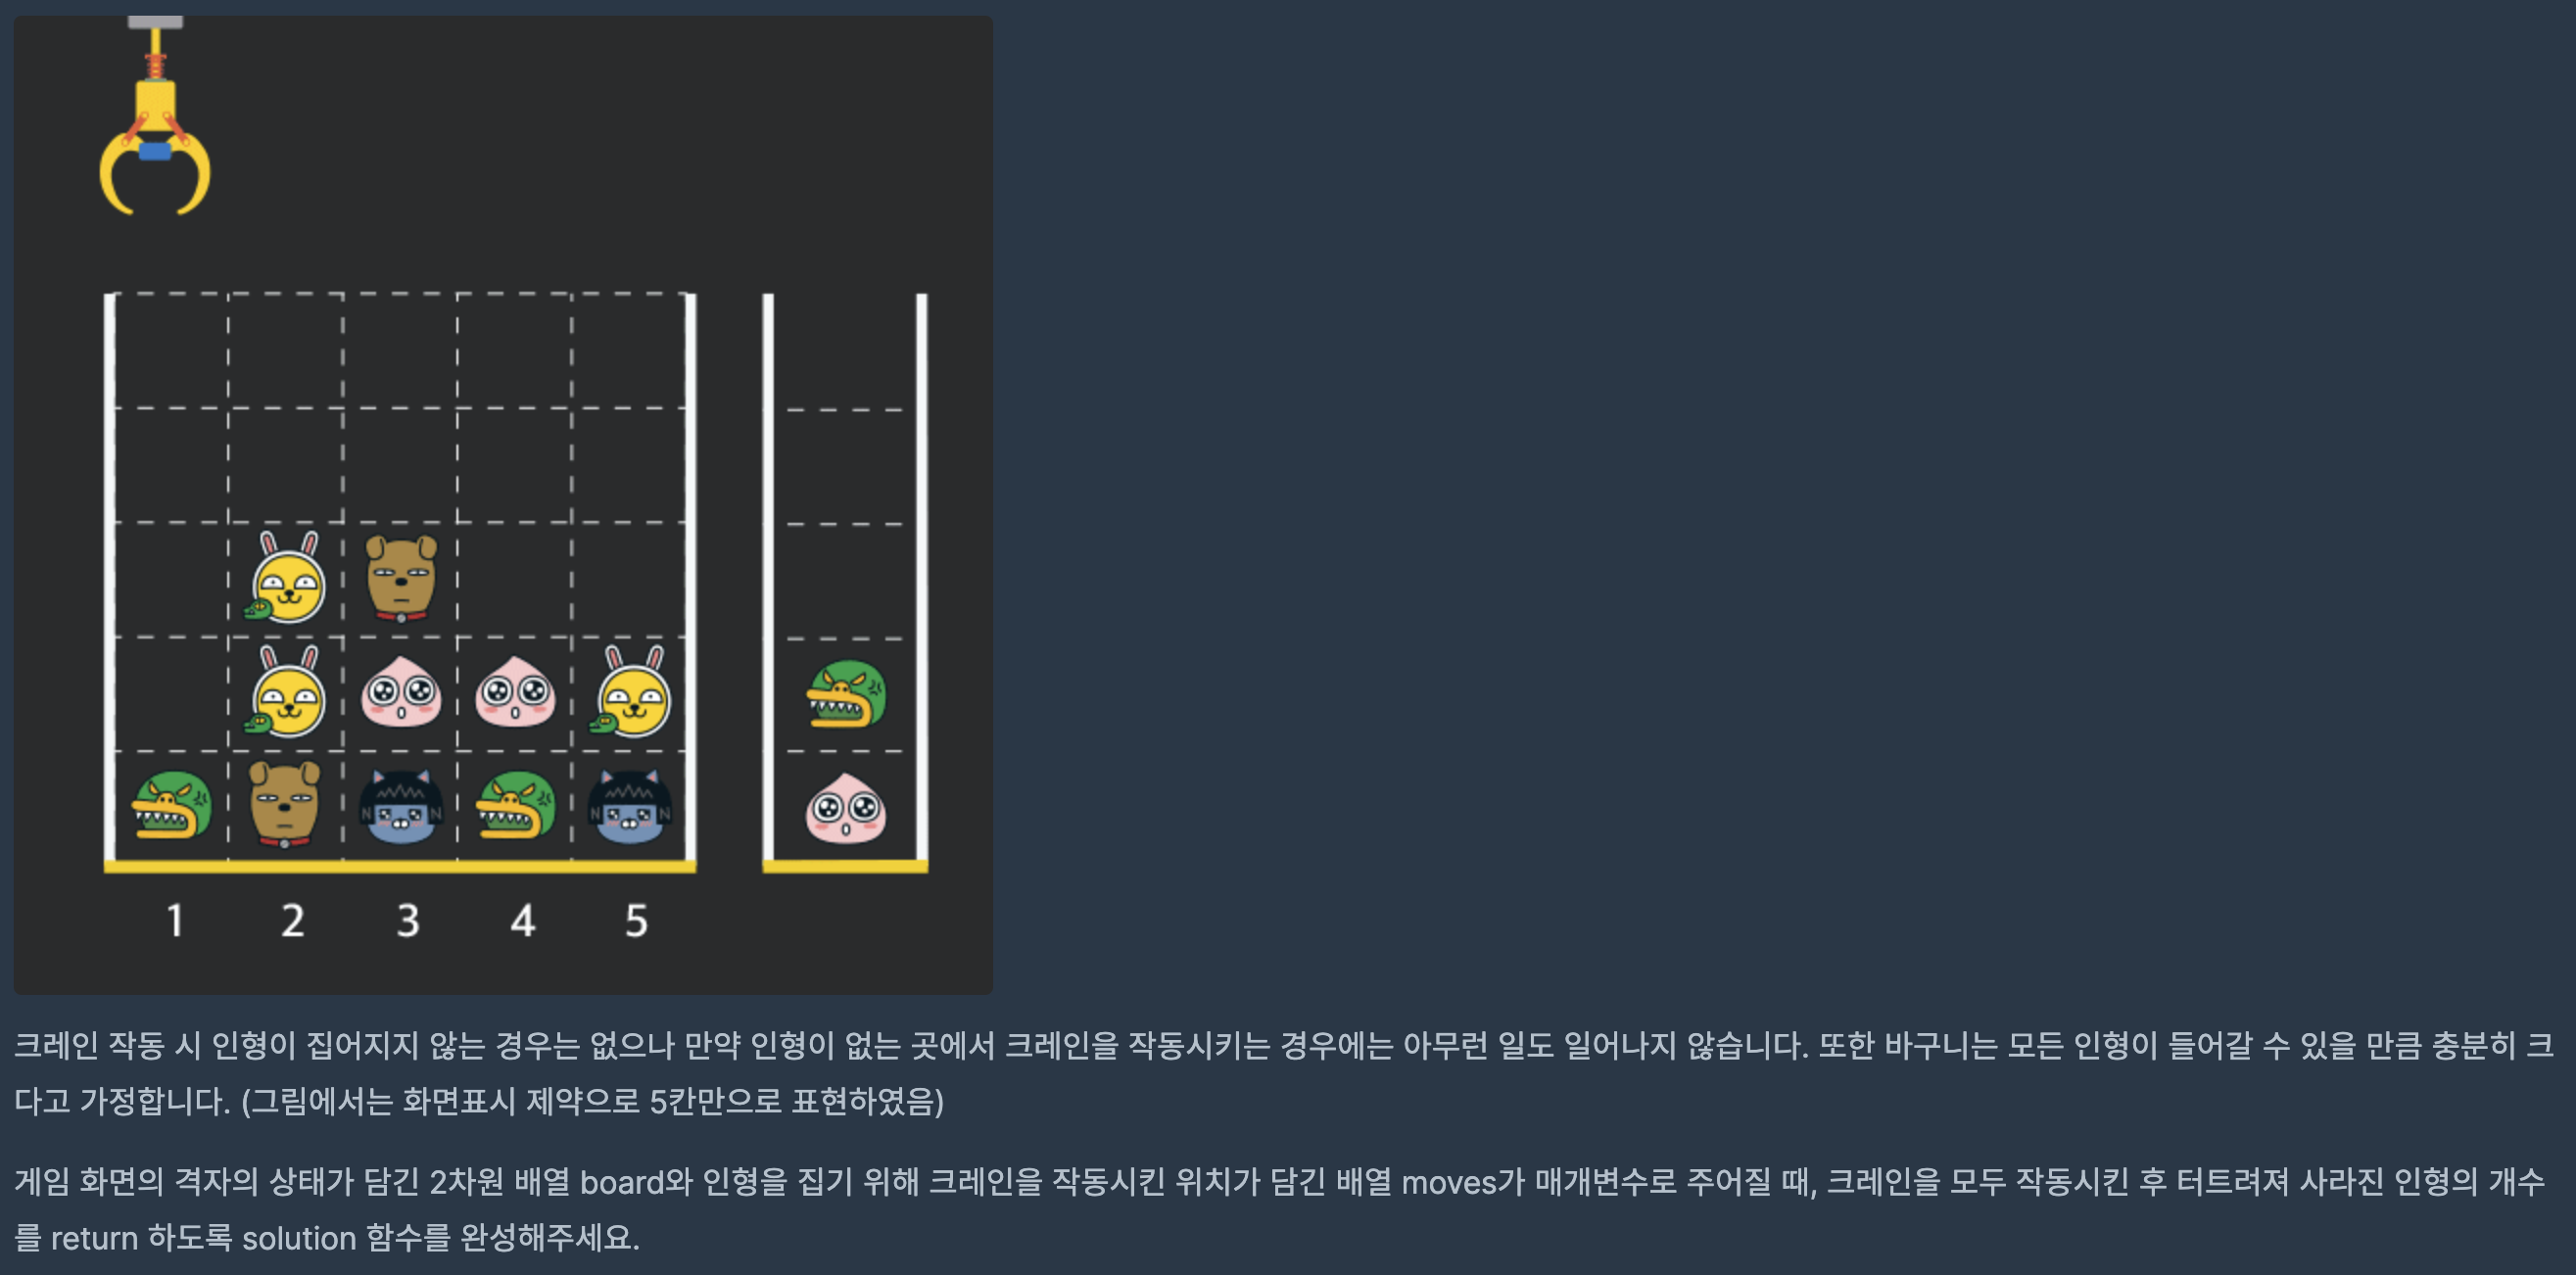 1 2 3 4 5
크레인 작동 시 인형이 집어지지 않는 경우는 없으나 만약 인형이 없는 곳에서 크레인을 작동시키는 경우에는 아무런 일도 일어나지 않습니다. 또한 바구니는 모든 인형이 들어갈 수 있을 만큼 충분히 크
다고 가정합니다. (그림에서는 화면표시 제약으로 5칸만으로 표현하였음)
게임 화면의 격자의 상태가 담긴 2차원 배열 board와 인형을 집기 위해 크레인을 작동시킨 위치가 담긴 배열 moves가 매개변수로 주어질 때, 크레인을 모두 작동시킨 후 터트려져 사라진 인형의 개수
를 return 하도록 solution 함수를 완성해주세요.